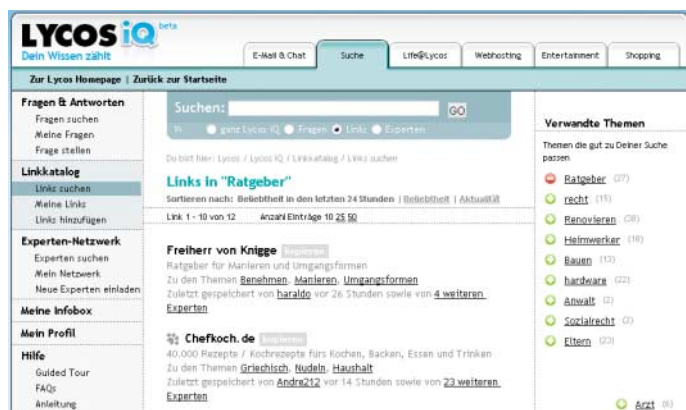 LYCOS iQ beta
Dein Wissen zählt
E-Mail & Chat
Suche
Life@Lycos
Webhosting
Entertainment
Shopping
Zur Lycos Homepage | Zurück zur Startseite
Fragen & Antworten
Fragen suchen
Meine Fragen
Frage stellen
Linkkatalog
Links suchen
Meine Links
Links hinzufügen
Experten-Netzwerk
Experten suchen
Mein Netzwerk
Neue Experten einladen
Meine Infobox
Mein Profil
Hilfe
Guided Tour
FAQs
Anleitung
Suchen:
GO
IN ganz Lycos iQ Fragen Links Experten
Du bist hier: Lycos / Lycos iQ / Linkkatalog / Links suchen
Links in "Ratgeber"
Sortieren nach: Beliebtheit in den letzten 24 Stunden | Beliebtheit | Aktualität
Link 1 - 10 von 12 Anzahl Einträge 10 25 50
Freiherr von Knigge kopieren
Ratgeber für Manieren und Umgangsformen
Zu den Themen Benehmen, Manieren, Umgangsformen
Zuletzt gespeichert von haraldo vor 26 Stunden sowie von 4 weiteren
Experten
Chefkoch.de kopieren
40.000 Rezepte / Kochrezepte fürs Kochen, Backen, Essen und Trinken
Zu den Themen Griechisch, Nudeln, Haushalt
Zuletzt gespeichert von Andre212 vor 14 Stunden sowie von 23 weiteren
Experten
Verwandte Themen
Themen die gut zu Deiner Suche
passen
Ratgeber (27)
recht (15)
Renovieren (38)
Heimwerker (18)
Bauen (13)
hardware (22)
Anwalt (2)
Sozialrecht (2)
Eltern (23)
Arzt (6)